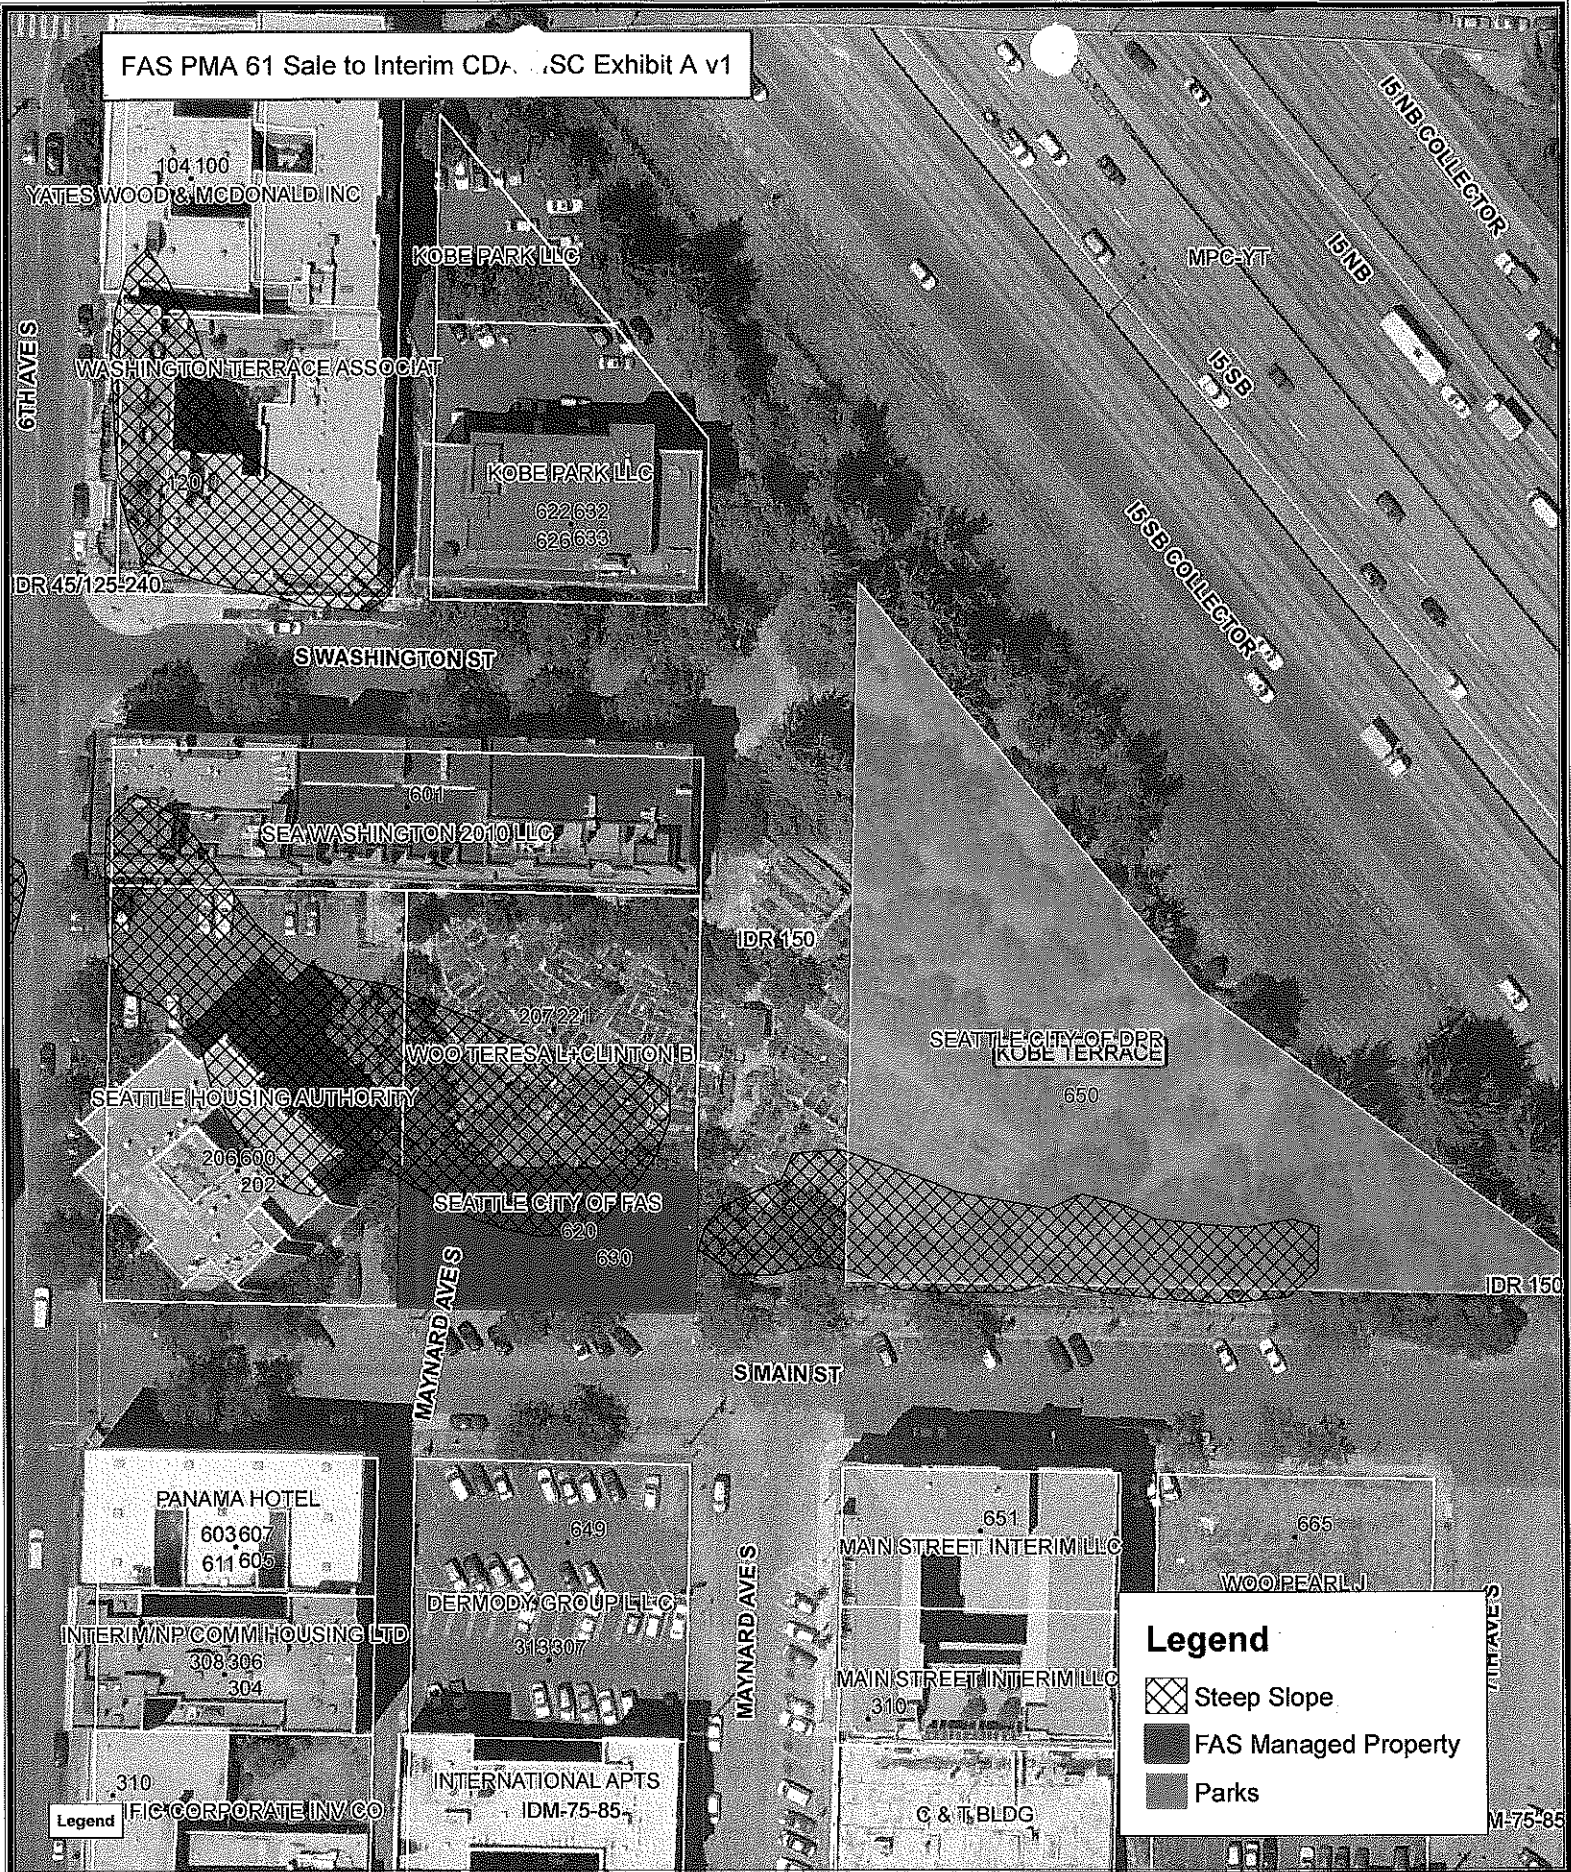 FAS PMA 61 Sale to Interim CDA SC Exhibit A v1
I5 NB COLLECTOR
104 100
YATES WOOD & MCDONALD INC
KOBE PARK LLC
MPC-YT
I5 NB
6TH AVE S
WASHINGTON TERRACE ASSOCIAT
I5 SB
KOBE PARK LLC
120
622 632
626 633
I5 SB COLLECTOR
IDR 45/125-240
S WASHINGTON ST
601
SEA WASHINGTON 2010 LLC
IDR 150
207 221
WOO TERESA L+CLINTON B
SEATTLE CITY OF DPR
KOBE TERRACE
650
SEATTLE HOUSING AUTHORITY
206 600
202
SEATTLE CITY OF FAS
620
630
IDR 150
MAYNARD AVE S
S MAIN ST
PANAMA HOTEL
603 607
611 605
649
651
MAIN STREET INTERIM LLC
665
WOO PEARL J
DERMODY GROUP LLC
INTERIM/NP COMM HOUSING LTD
308 306
304
313 307
MAYNARD AVE S
MAIN STREET INTERIM LLC
310
7TH AVE S
Legend
Steep Slope
FAS Managed Property
Parks
310
IFIC CORPORATE INV CO
Legend
INTERNATIONAL APTS
IDM-75-85
C & T BLDG
M-75-85